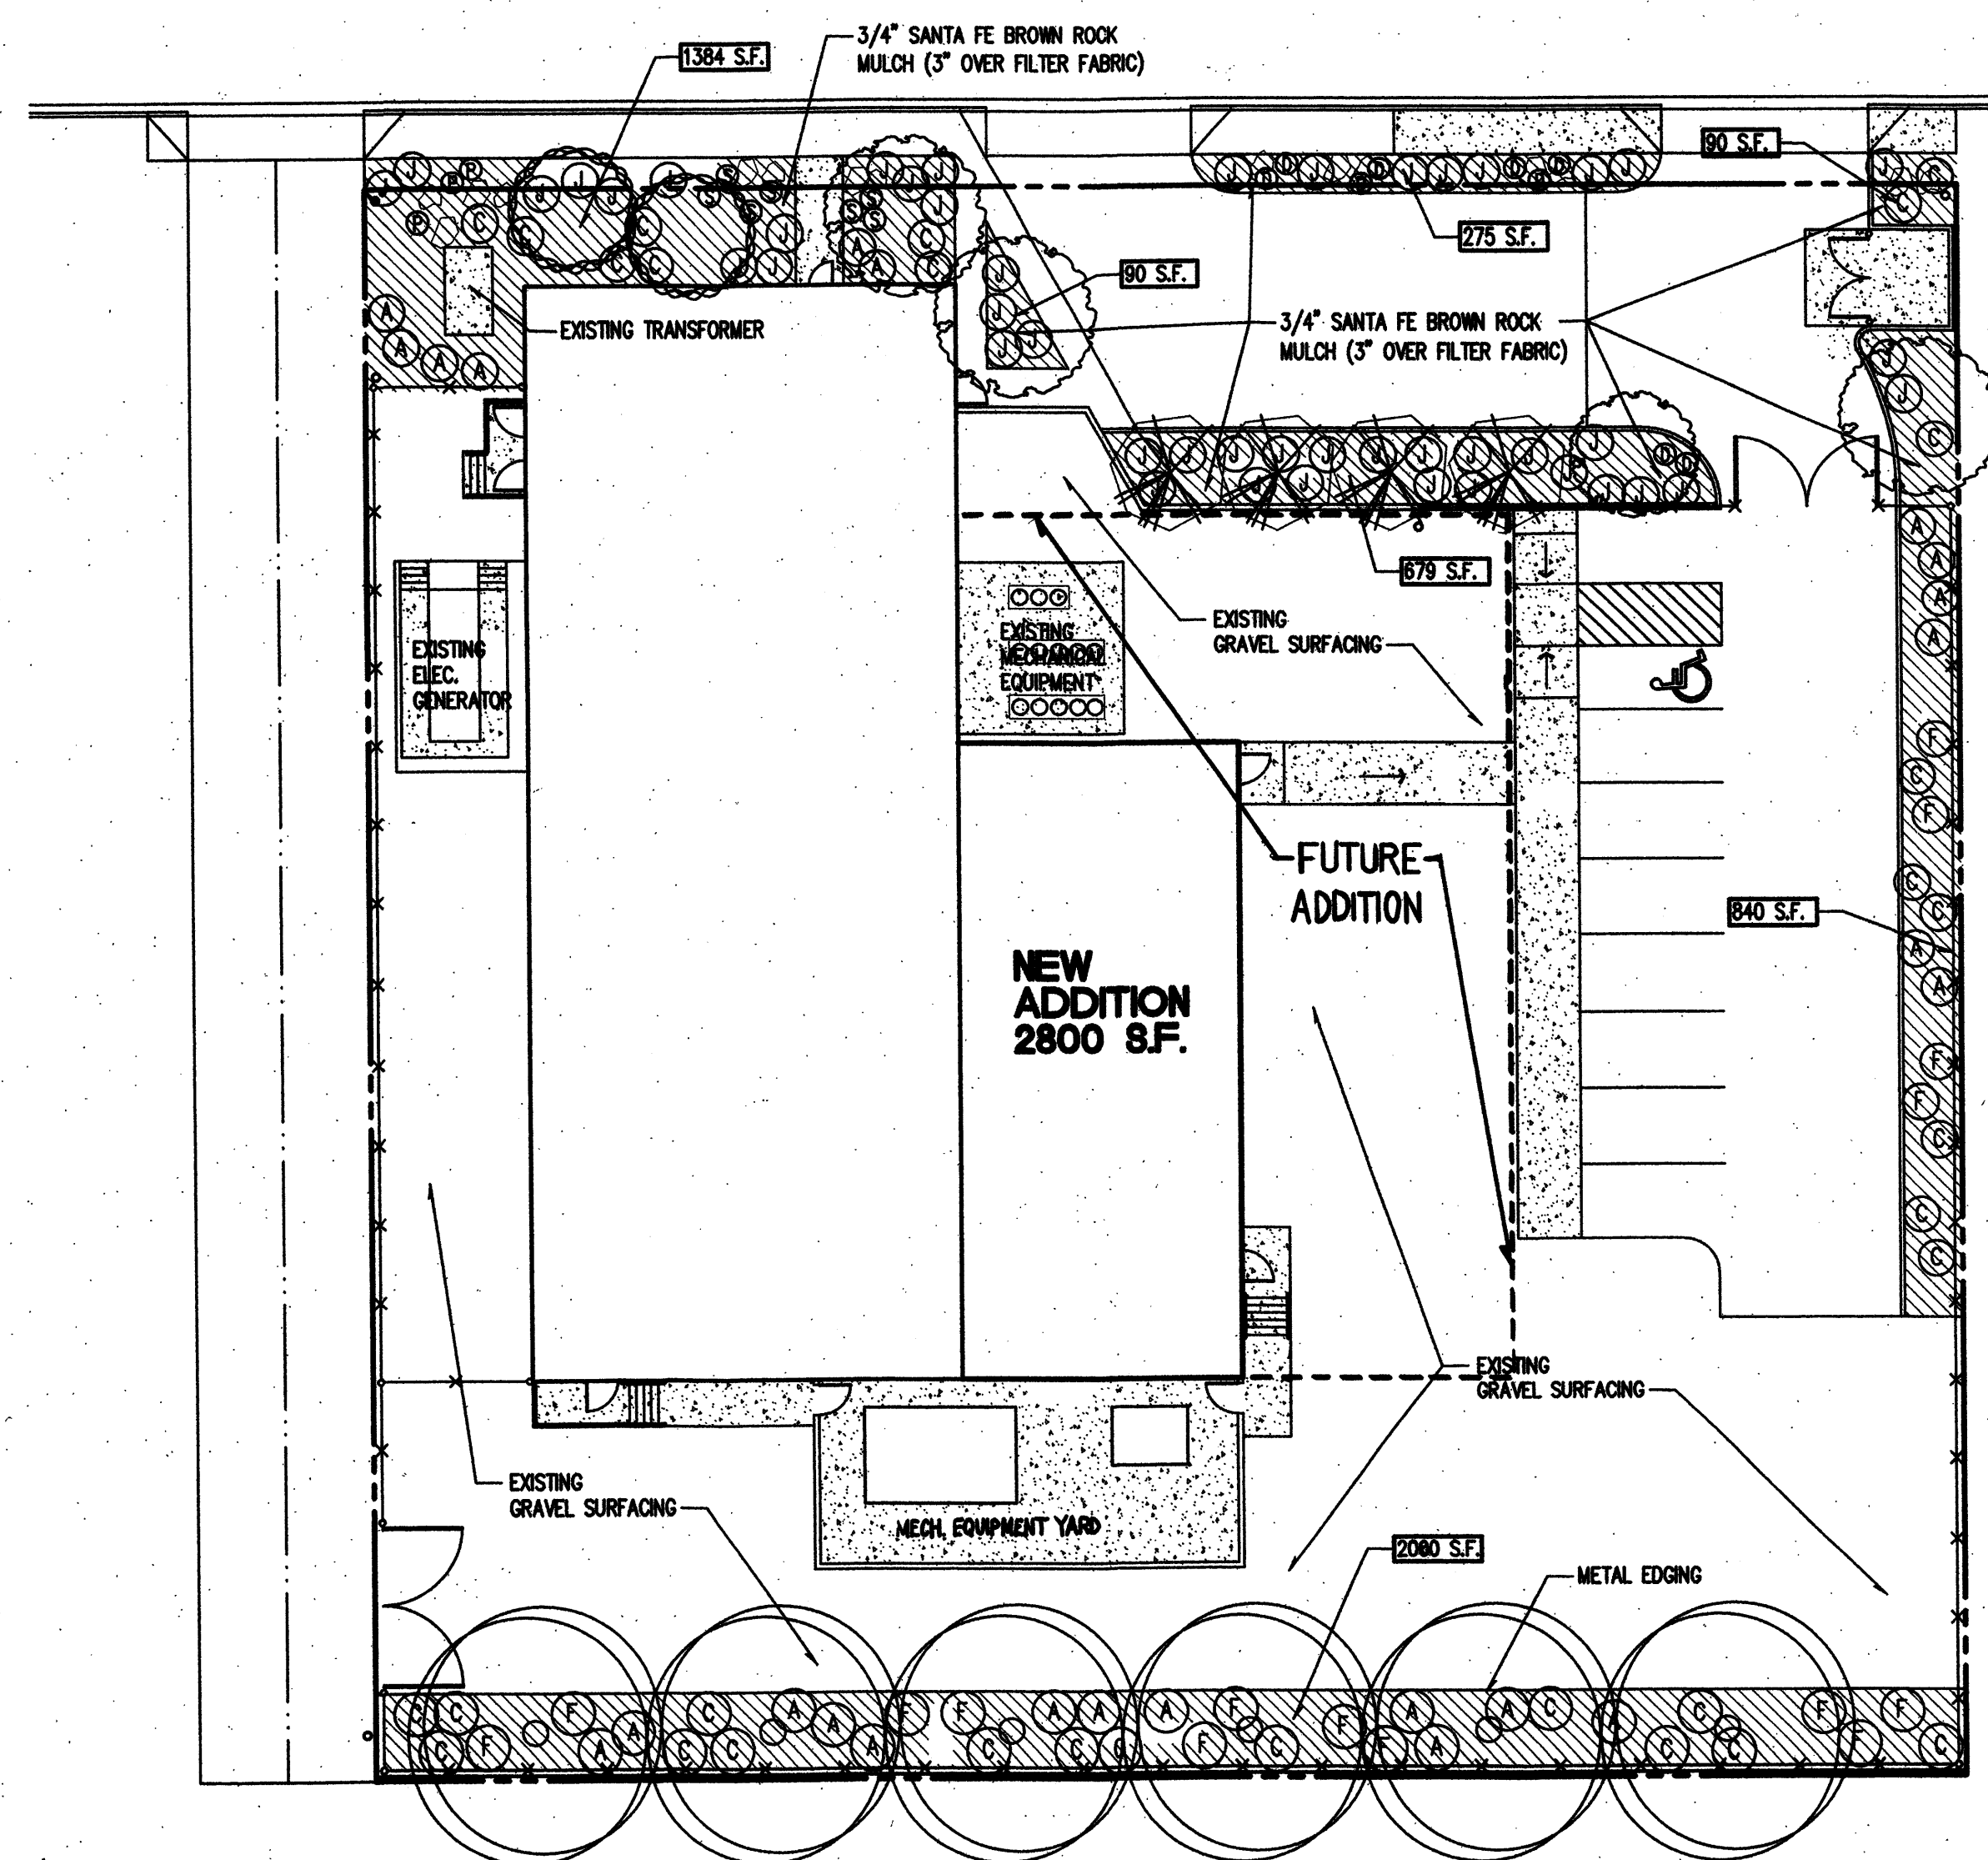 3/4" SANTA FE BROWN ROCK
MULCH (3" OVER FILTER FABRIC)
1384 S.F.
90 S.F.
275 S.F.
90 S.F.
EXISTING TRANSFORMER
3/4" SANTA FE BROWN ROCK
MULCH (3" OVER FILTER FABRIC)
679 S.F.
EXISTING
GRAVEL SURFACING
EXISTING
ELEC.
GENERATOR
EXISTING
MECHANICAL
EQUIPMENT
FUTURE
ADDITION
840 S.F.
NEW
ADDITION
2800 S.F.
EXISTING
GRAVEL SURFACING
EXISTING
GRAVEL SURFACING
MECH. EQUIPMENT YARD
S.F.
METAL EDGING